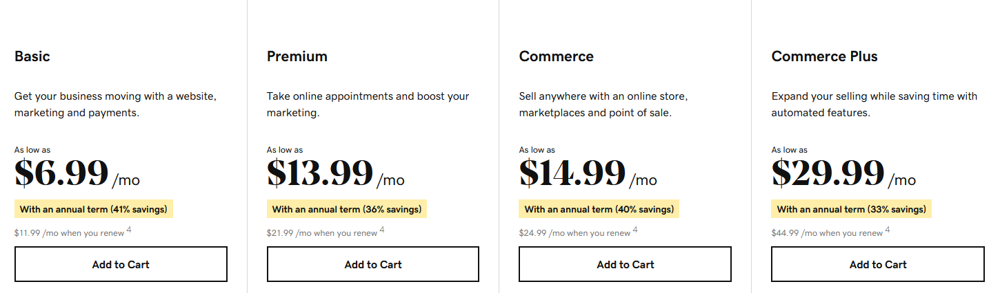 Basic
Get your business moving with a website,
marketing and payments.
As low as
$6.99 /mo
With an annual term (41% savings)
$11.99 /mo when you renew 4
Add to Cart
Premium
Take online appointments and boost your
marketing.
As low as
$13.99 /mo
With an annual term (36% savings)
$21.99 /mo when you renew 4
Add to Cart
Commerce
Sell anywhere with an online store,
marketplaces and point of sale.
As low as
$14.99 /mo
With an annual term (40% savings)
$24.99 /mo when you renew 4
Add to Cart
Commerce Plus
Expand your selling while saving time with
automated features.
As low as
$29.99 /mo
With an annual term (33% savings)
$44.99 /mo when you renew 4
Add to Cart